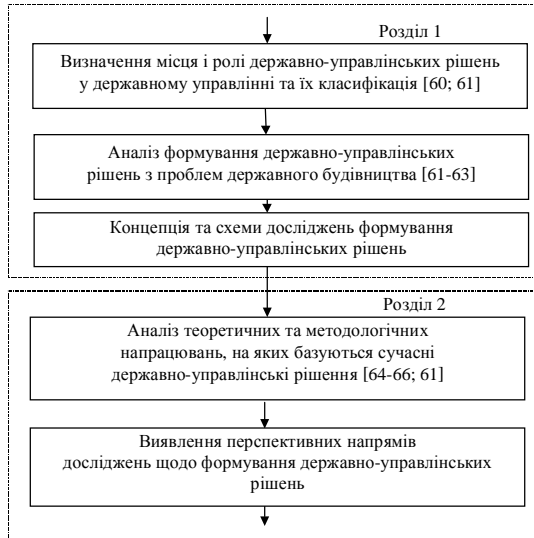 Розділ 1
Визначення місця і ролі державно-управлінських рішень
у державному управлінні та їх класифікація [60; 61]
Аналіз формування державно-управлінських
рішень з проблем державного будівництва [61-63]
Концепція та схеми досліджень формування
державно-управлінських рішень
Розділ 2
Аналіз теоретичних та методологічних
напрацювань, на яких базуються сучасні
державно-управлінські рішення [64-66; 61]
Виявлення перспективних напрямів
досліджень щодо формування державно-управлінських
рішень